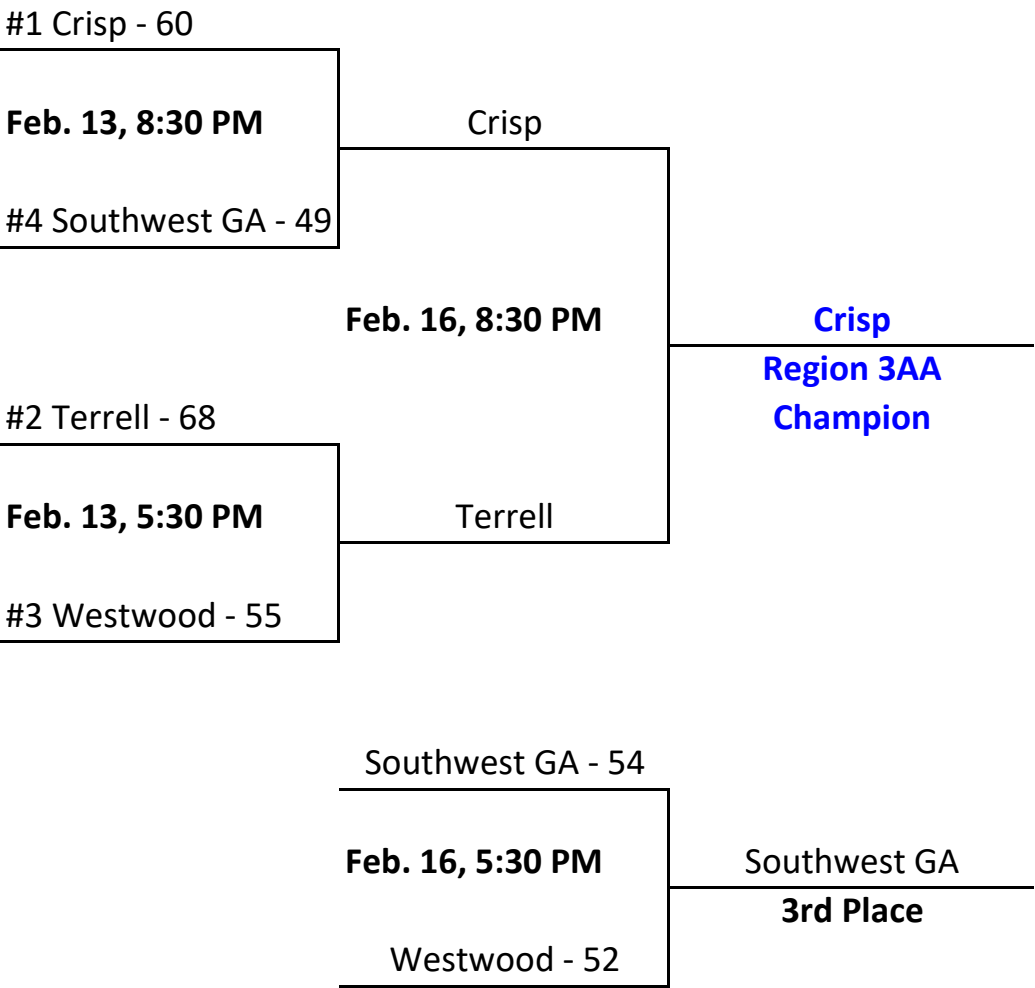 #1 Crisp - 60
Feb. 13, 8:30 PM
Crisp
#4 Southwest GA - 49
Feb. 16, 8:30 PM
Crisp
Region 3AA
Champion
#2 Terrell - 68
Feb. 13, 5:30 PM
Terrell
#3 Westwood - 55
Southwest GA - 54
Feb. 16, 5:30 PM
Southwest GA
3rd Place
Westwood - 52